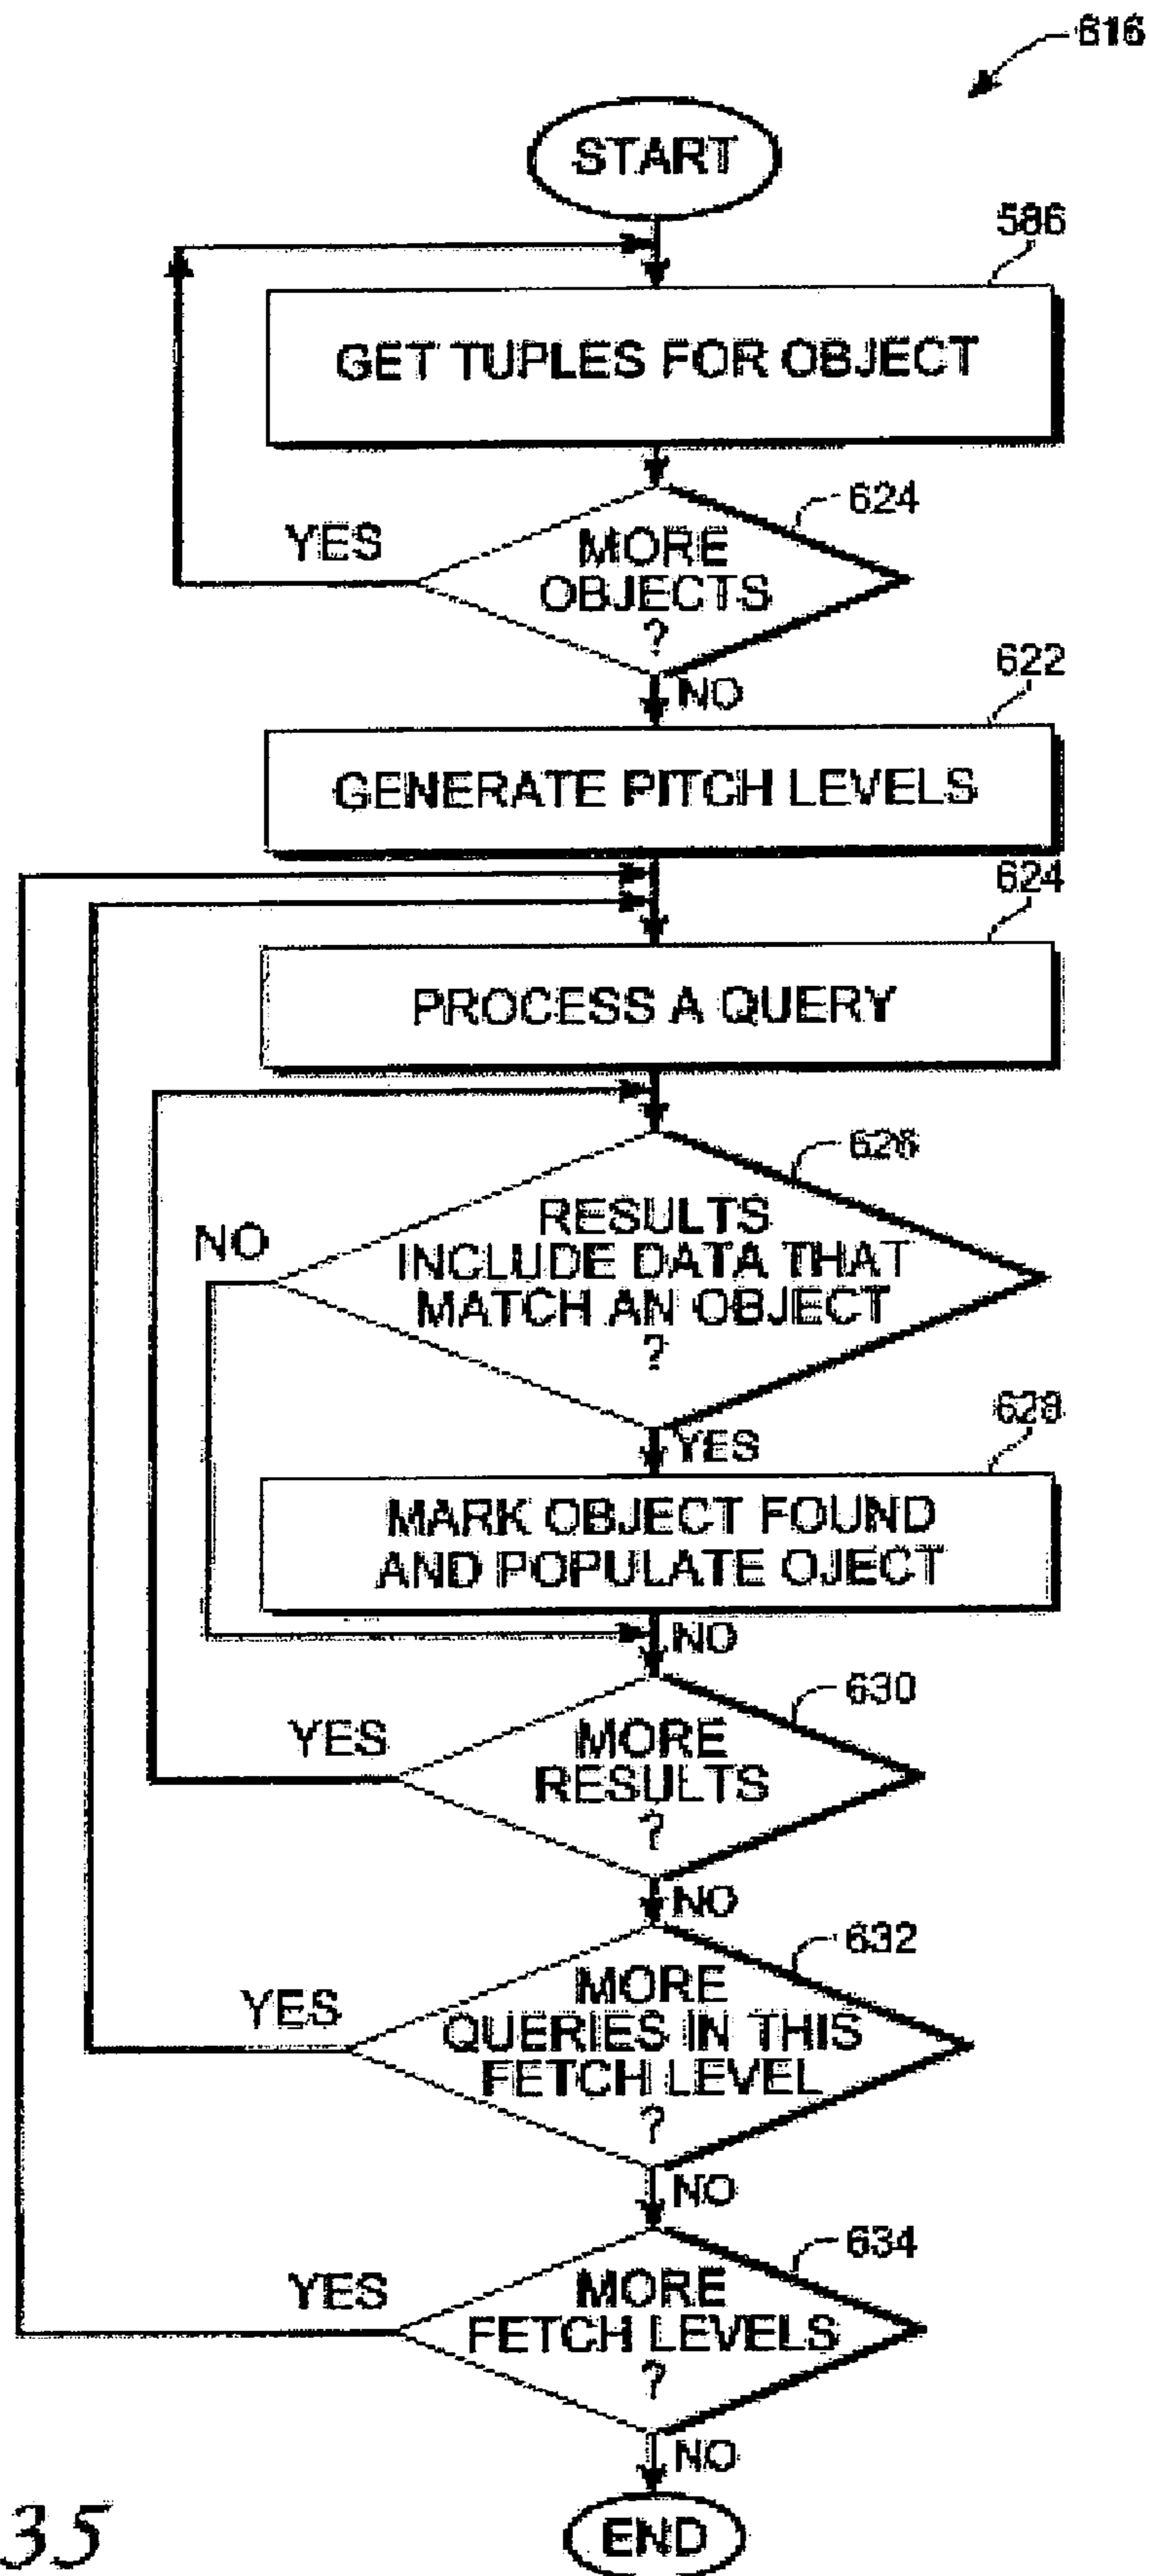 616
START
586
GET TUPLES FOR OBJECT
624
YES
MORE
OBJECTS
?
NO
622
GENERATE PITCH LEVELS
624
PROCESS A QUERY
626
NO
RESULTS
INCLUDE DATA THAT
MATCH AN OBJECT
?
YES
628
MARK OBJECT FOUND
AND POPULATE OJECT
NO
630
YES
MORE
RESULTS
?
NO
632
YES
MORE
QUERIES IN THIS
FETCH LEVEL
?
NO
634
YES
MORE
FETCH LEVELS
?
NO
END
35